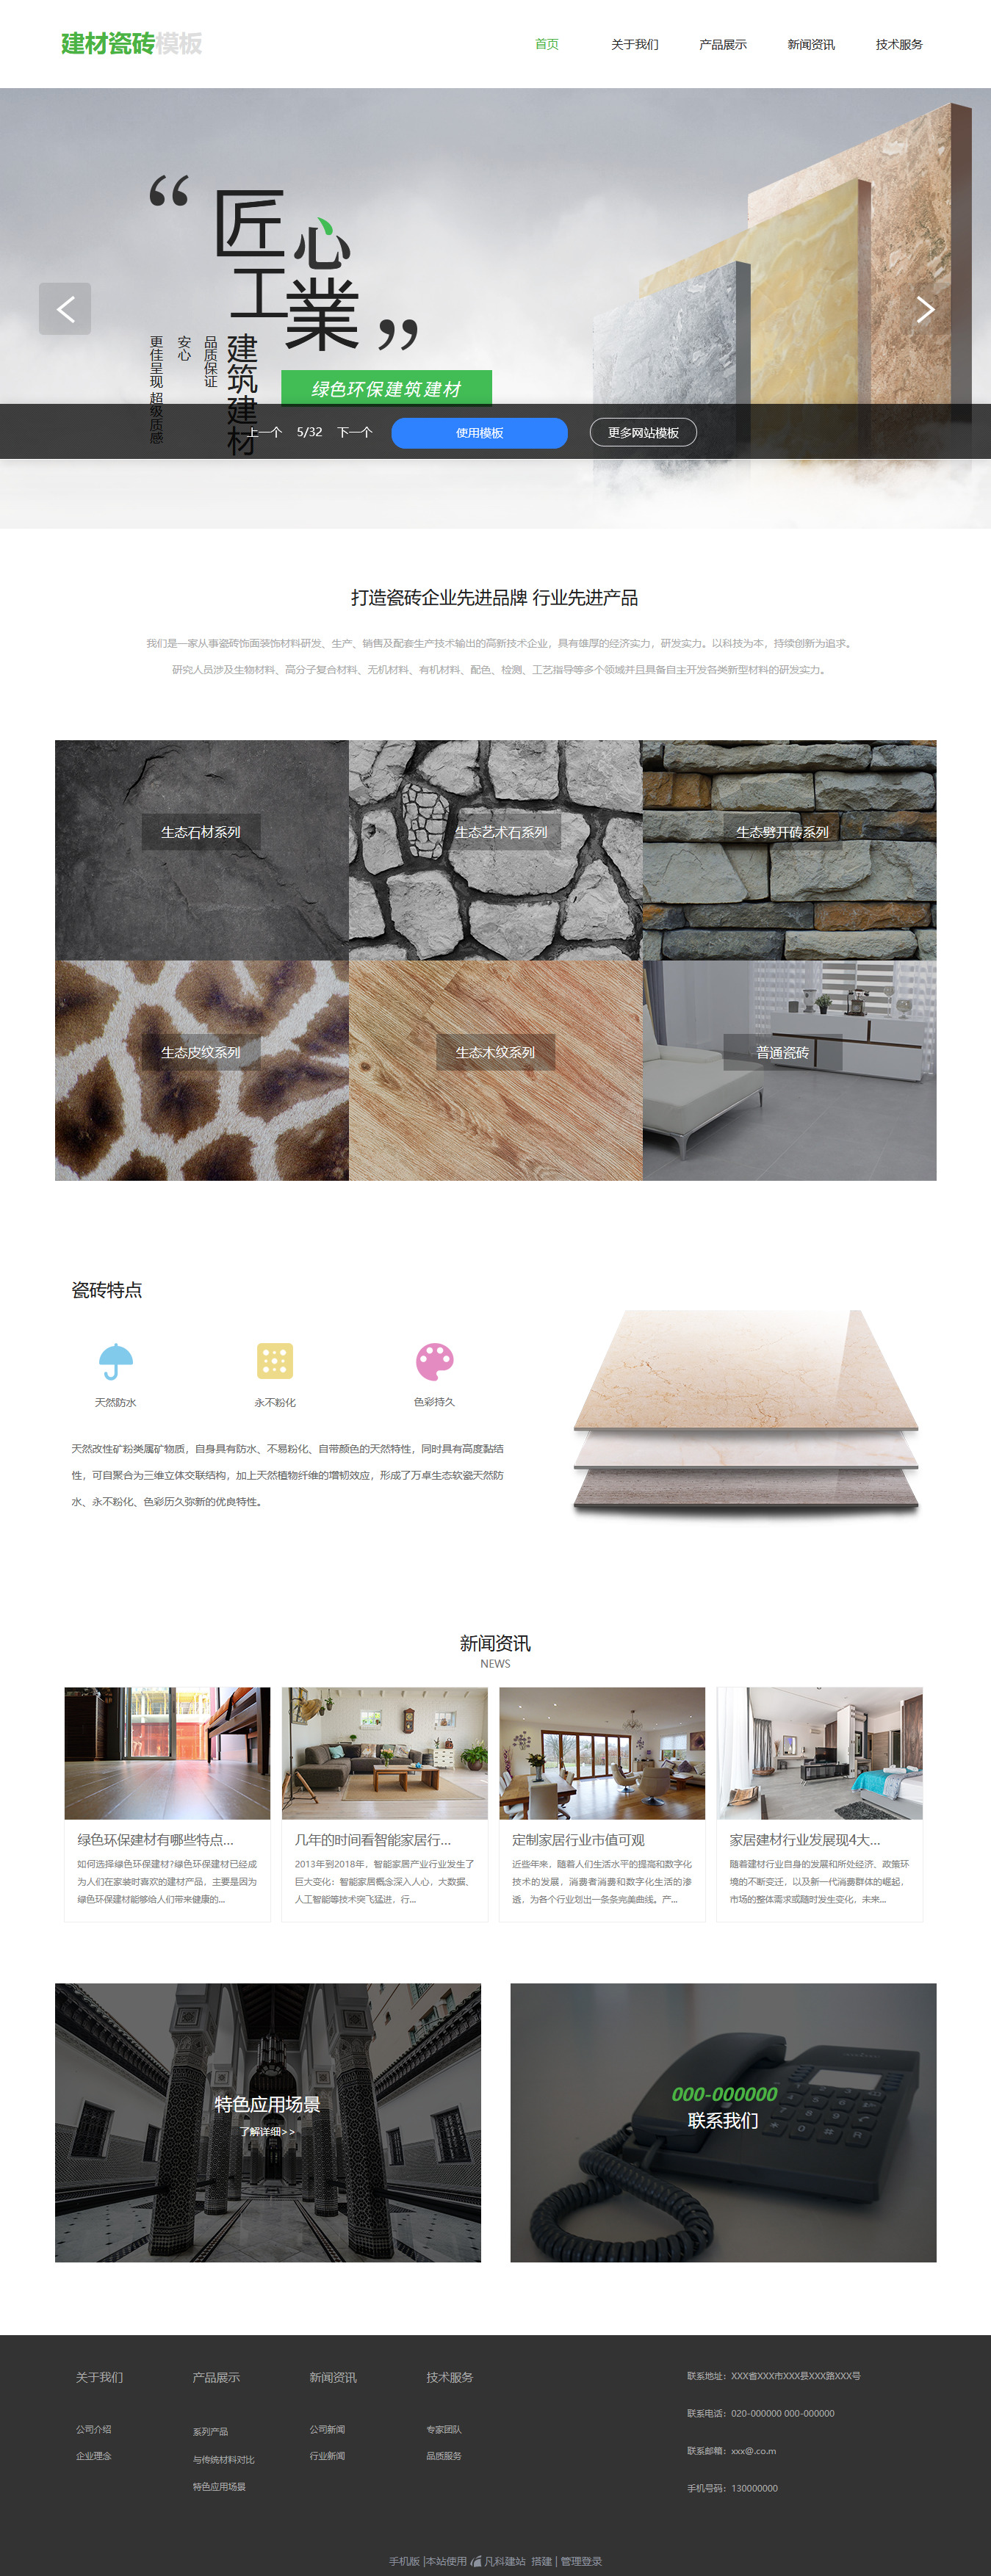 建材瓷砖模板
首页 关于我们 产品展示 新闻资讯 技术服务
“ 匠心
工業 ”
建筑建材
品质保证
安心
更佳呈现 超级质感
绿色环保建筑建材
上一个 5/32 下一个 使用模板 更多网站模板
打造瓷砖企业先进品牌 行业先进产品
我们是一家从事瓷砖饰面装饰材料研发、生产、销售及配套生产技术输出的高新技术企业，具有雄厚的经济实力，研发实力。以科技为本，持续创新为追求。
研究人员涉及生物材料、高分子复合材料、无机材料、有机材料、配色、检测、工艺指导等多个领域并且具备自主开发各类新型材料的研发实力。
生态石材系列 生态艺术石系列 生态劈开砖系列
生态皮纹系列 生态木纹系列 普通瓷砖
瓷砖特点
天然防水 永不粉化 色彩持久
天然改性矿粉类属矿物质，自身具有防水、不易粉化、自带颜色的天然特性，同时具有高度黏结
性，可自聚合为三维立体交联结构，加上天然植物纤维的增韧效应，形成了万卓生态软瓷天然防
水、永不粉化、色彩历久弥新的优良特性。
新闻资讯
NEWS
绿色环保建材有哪些特点...
如何选择绿色环保建材?绿色环保建材已经成
为人们在家装时喜欢的建材产品，主要是因为
绿色环保建材能够给人们带来健康的...
几年的时间看智能家居行...
2013年到2018年，智能家居产业行业发生了
巨大变化：智能家居概念深入人心，大数据、
人工智能等技术突飞猛进，行...
定制家居行业市值可观
近些年来，随着人们生活水平的提高和数字化
技术的发展，消费者消费和数字化生活的渗
透，为各个行业划出一条条完美曲线。产...
家居建材行业发展现4大...
随着建材行业自身的发展和所处经济、政策环
境的不断变迁，以及新一代消费群体的崛起，
市场的整体需求或随时发生变化，未来...
特色应用场景
了解详细>>
000-000000
联系我们
关于我们 产品展示 新闻资讯 技术服务
公司介绍 系列产品 公司新闻 专家团队
企业理念 与传统材料对比 行业新闻 品质服务
特色应用场景
联系地址：XXX省XXX市XXX县XXX路XXX号
联系电话：020-000000 000-000000
联系邮箱：xxx@.co.m
手机号码：130000000
手机版 |本站使用 凡科建站 搭建 | 管理登录